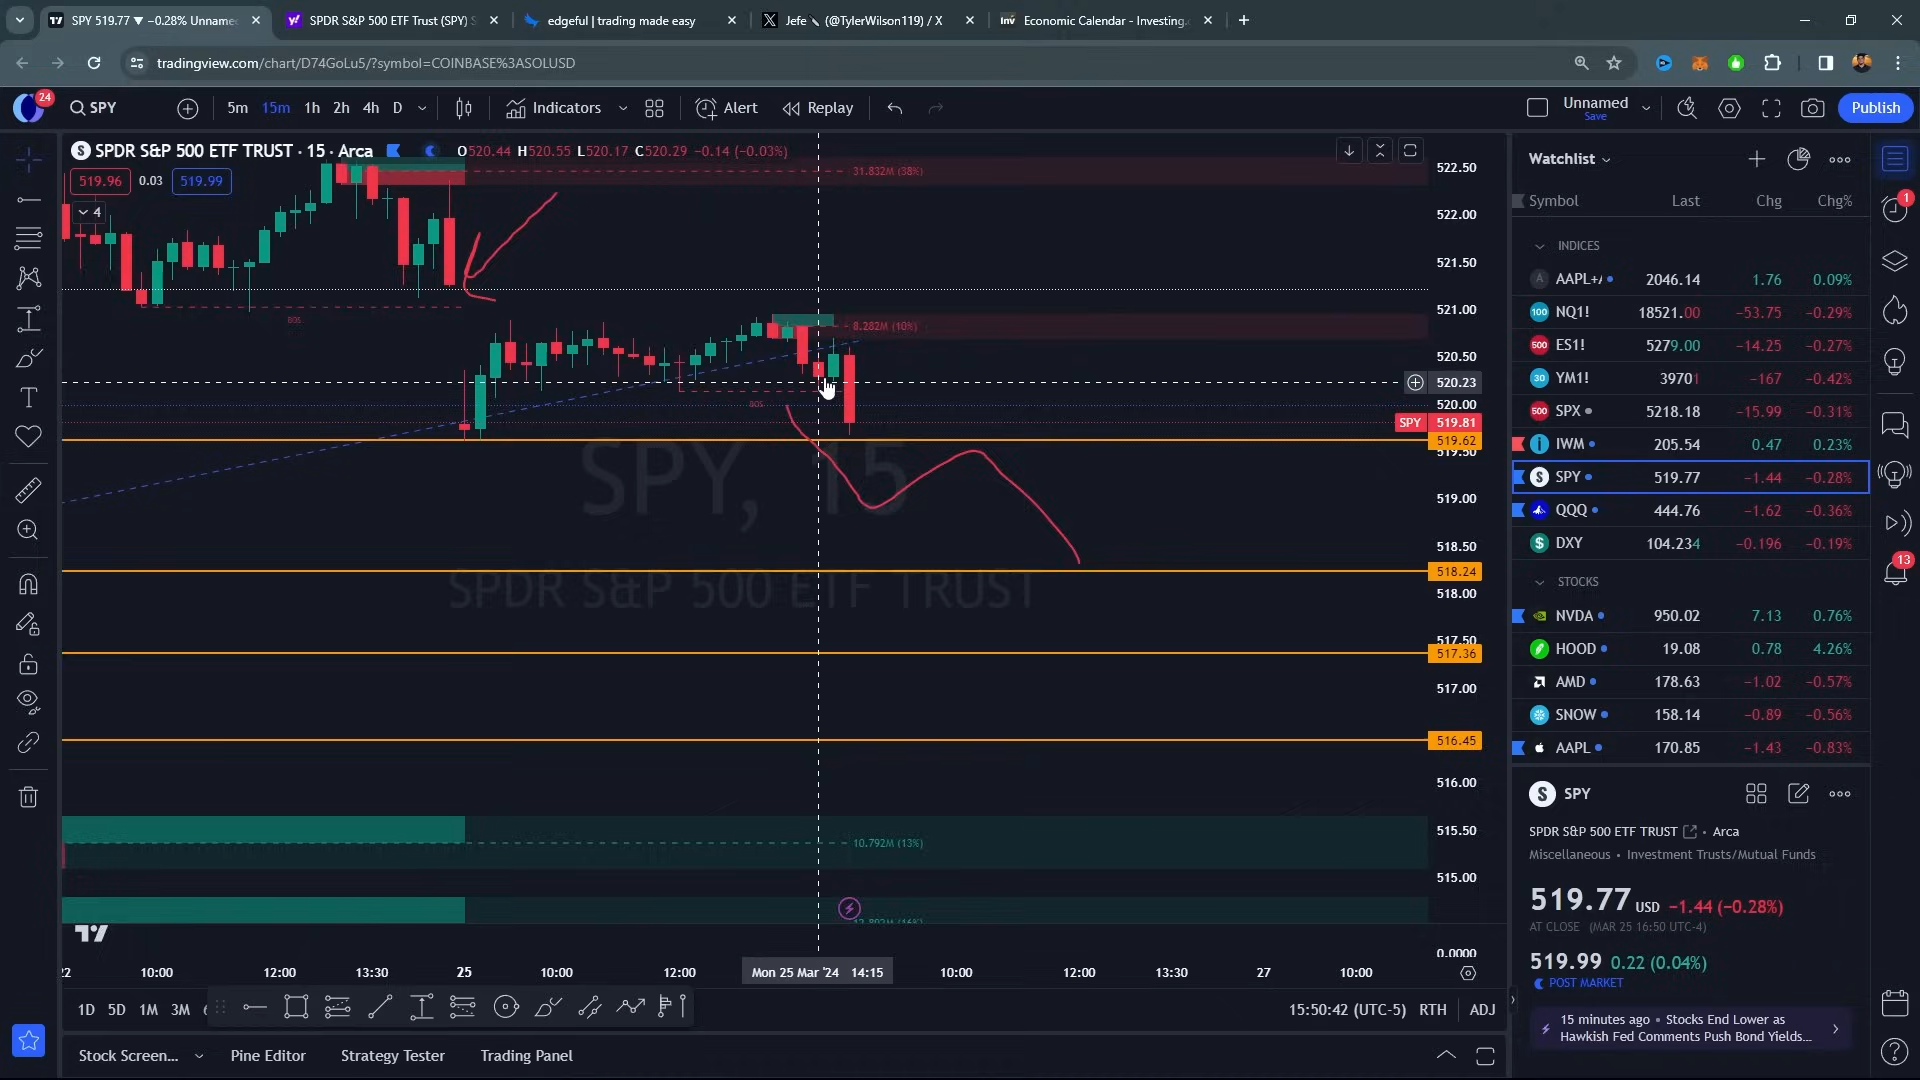 SPY 519.77 ▼ −0.28% Unname
SPDR S&P 500 ETF Trust (SPY) S
edgeful | trading made easy
Jefe (@TylerWilson119) / X
Inv
Economic Calendar - Investing.
tradingview.com/chart/D74GoLu5/?symbol=COINBASE%3ASOLUSD
24
SPY
5m
15m
1h
2h
4h
D
Indicators
Alert
Replay
Unnamed
Save
Publish
SPDR S&P 500 ETF TRUST · 15 · Arca
O520.44 H520.55 L520.17 C520.29 −0.14 (−0.03%)
519.96
0.03
519.99
4
31.832M (38%)
BOS
8.282M (10%)
BOS
SPY, 15
SPDR S&P 500 ETF TRUST
10.792M (13%)
522.50
522.00
521.50
521.00
520.50
520.23
520.00
SPY 519.81
519.62
519.50
519.00
518.50
518.24
518.00
517.50
517.36
517.00
516.45
516.00
515.50
515.00
0.0000
10:00
12:00
13:30
25
10:00
12:00
Mon 25 Mar '24 14:15
10:00
12:00
13:30
27
10:00
1D
5D
1M
3M
15:50:42 (UTC-5)
RTH
ADJ
Stock Screen...
Pine Editor
Strategy Tester
Trading Panel
Watchlist
Symbol Last Chg Chg%
INDICES
AAPL+/ 2046.14 1.76 0.09%
NQ1! 18521.00 −53.75 −0.29%
ES1! 5279.00 −14.25 −0.27%
YM1! 39701 −167 −0.42%
SPX 5218.18 −15.99 −0.31%
IWM 205.54 0.47 0.23%
SPY 519.77 −1.44 −0.28%
QQQ 444.76 −1.62 −0.36%
DXY 104.234 −0.196 −0.19%
STOCKS
NVDA 950.02 7.13 0.76%
HOOD 19.08 0.78 4.26%
AMD 178.63 −1.02 −0.57%
SNOW 158.14 −0.89 −0.56%
AAPL 170.85 −1.43 −0.83%
SPY
SPDR S&P 500 ETF TRUST • Arca
Miscellaneous • Investment Trusts/Mutual Funds
519.77 USD −1.44 (−0.28%)
AT CLOSE (MAR 25 16:50 UTC-4)
519.99 0.22 (0.04%)
POST MARKET
15 minutes ago • Stocks End Lower as
Hawkish Fed Comments Push Bond Yields...
1
13